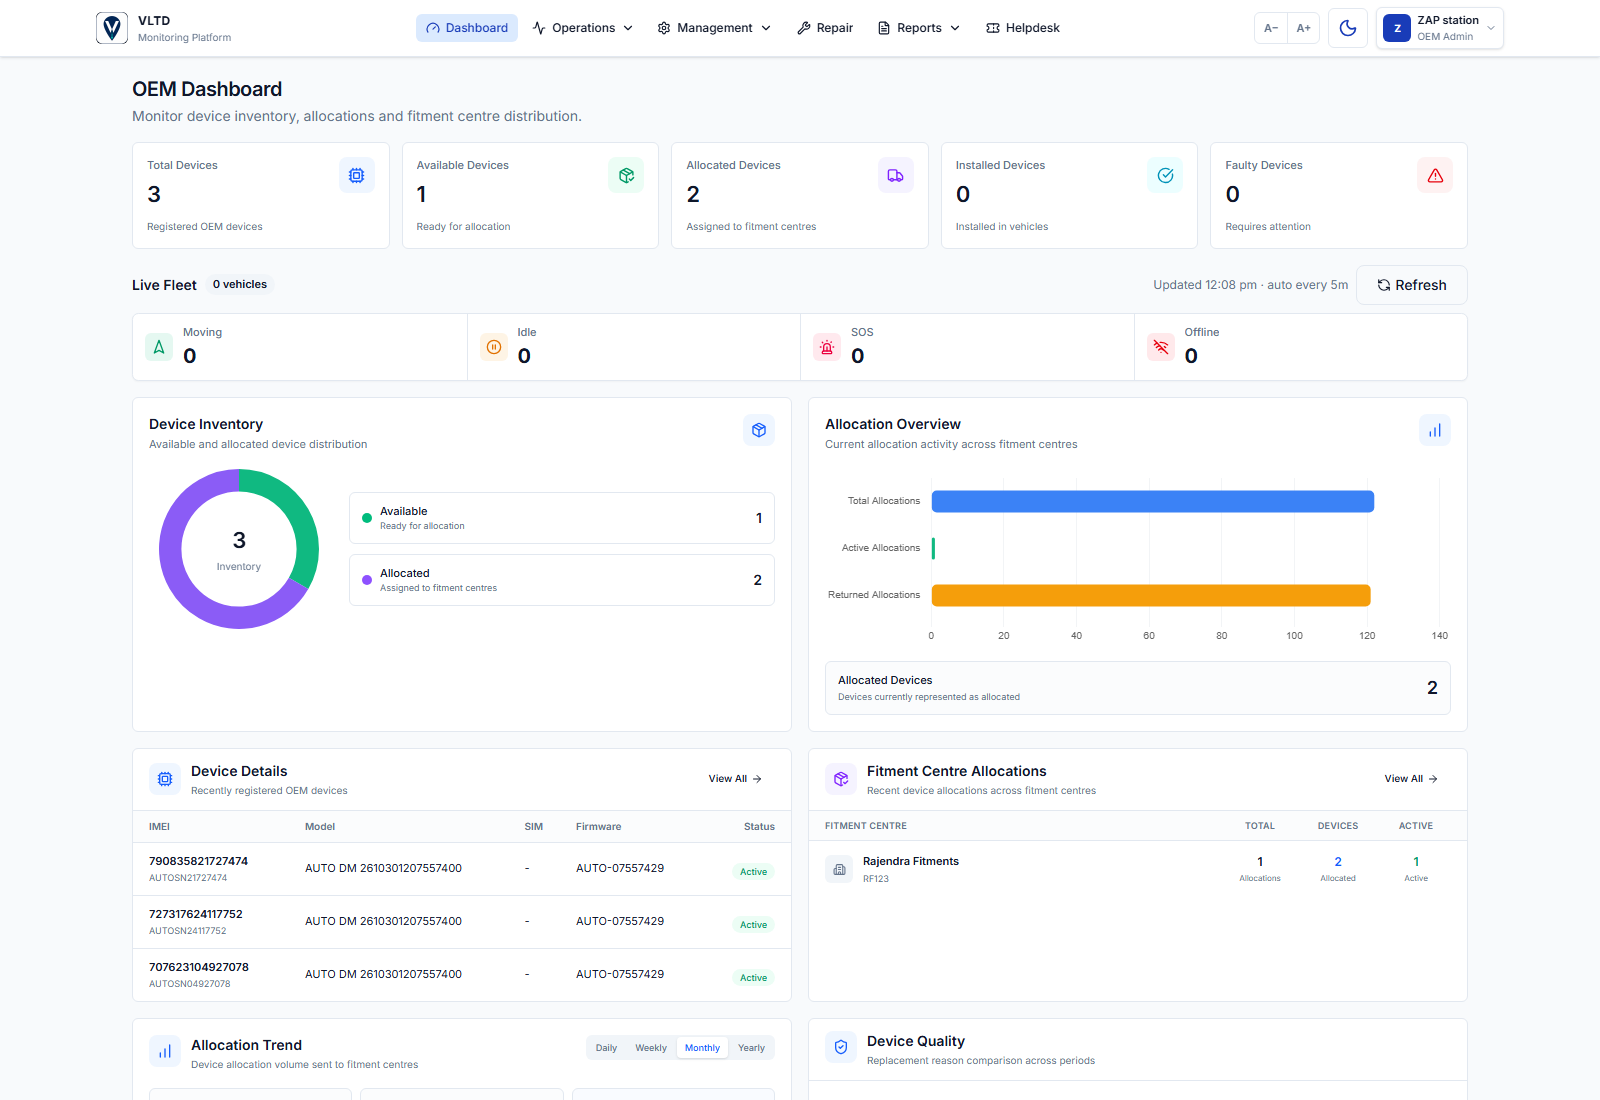 VLTD
Monitoring Platform
Dashboard
Operations
Management
Repair
Reports
Helpdesk
A−
A+
Z
ZAP station
OEM Admin
OEM Dashboard
Monitor device inventory, allocations and fitment centre distribution.
Total Devices
3
Registered OEM devices
Available Devices
1
Ready for allocation
Allocated Devices
2
Assigned to fitment centres
Installed Devices
0
Installed in vehicles
Faulty Devices
0
Requires attention
Live Fleet
0 vehicles
Updated 12:08 pm · auto every 5m
Refresh
Moving
0
Idle
0
SOS
0
Offline
0
Device Inventory
Available and allocated device distribution
3
Inventory
Available
Ready for allocation
1
Allocated
Assigned to fitment centres
2
Allocation Overview
Current allocation activity across fitment centres
Total Allocations
Active Allocations
Returned Allocations
0 20 40 60 80 100 120 140
Allocated Devices
Devices currently represented as allocated
2
Device Details
Recently registered OEM devices
View All
IMEI Model SIM Firmware Status
790835821727474
AUTOSN21727474
AUTO DM 2610301207557400 - AUTO-07557429 Active
727317624117752
AUTOSN24117752
AUTO DM 2610301207557400 - AUTO-07557429 Active
707623104927078
AUTOSN04927078
AUTO DM 2610301207557400 - AUTO-07557429 Active
Fitment Centre Allocations
Recent device allocations across fitment centres
View All
FITMENT CENTRE TOTAL DEVICES ACTIVE
Rajendra Fitments
RF123
1 2 1
Allocations Allocated Active
Allocation Trend
Device allocation volume sent to fitment centres
Daily Weekly Monthly Yearly
Device Quality
Replacement reason comparison across periods